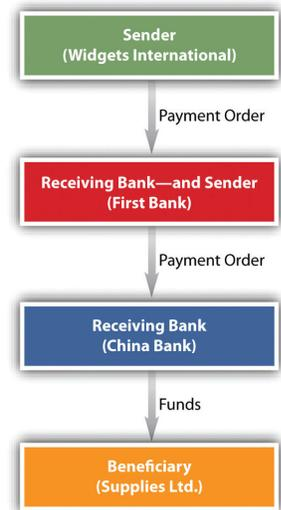 Sender
(Widgets International)
Payment Order
Receiving Bank—and Sender
(First Bank)
Payment Order
Receiving Bank
(China Bank)
Funds
Beneficiary
(Supplies Ltd.)